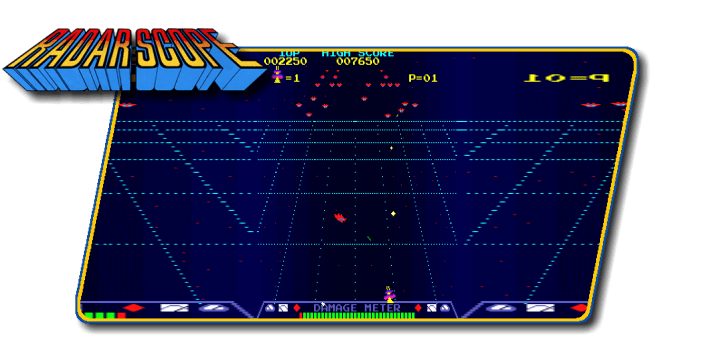 RADARSCOPE
1UP HIGH SCORE
002250 007650
=1 P=01 P=01
DAMAGE METER